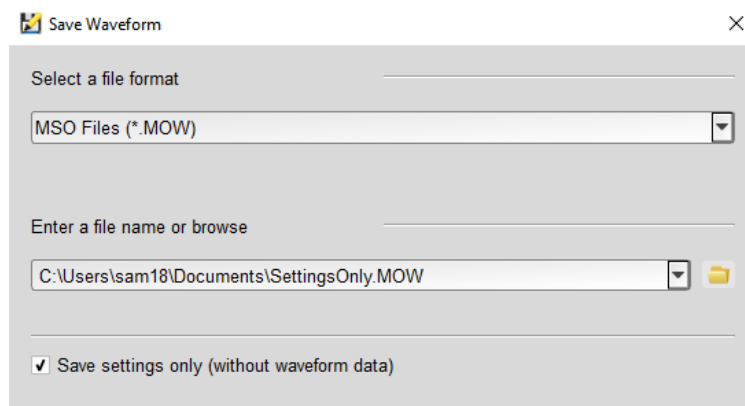 Save Waveform
Select a file format
MSO Files (*.MOW)
Enter a file name or browse
C:\Users\sam18\Documents\SettingsOnly.MOW
Save settings only (without waveform data)